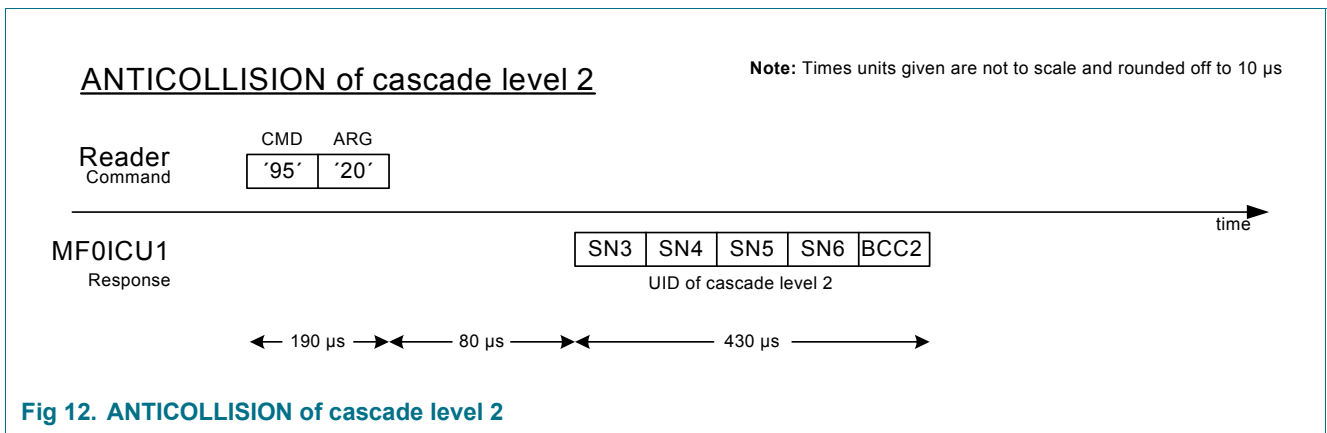 ANTICOLLISION of cascade level 2
Note: Times units given are not to scale and rounded off to 10 µs
CMD ARG
Reader
Command
´95´ ´20´
time
MF0ICU1
Response
SN3 SN4 SN5 SN6 BCC2
UID of cascade level 2
190 µs 80 µs 430 µs
Fig 12. ANTICOLLISION of cascade level 2